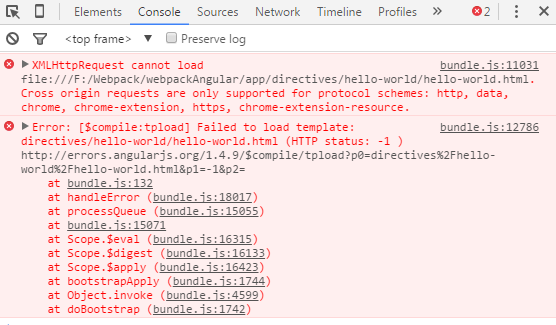 Elements Console Sources Network Timeline Profiles » 2
<top frame> Preserve log
XMLHttpRequest cannot load bundle.js:11031
file:///F:/Webpack/webpackAngular/app/directives/hello-world/hello-world.html.
Cross origin requests are only supported for protocol schemes: http, data,
chrome, chrome-extension, https, chrome-extension-resource.
Error: [$compile:tpload] Failed to load template: bundle.js:12786
directives/hello-world/hello-world.html (HTTP status: -1 )
http://errors.angularjs.org/1.4.9/$compile/tpload?p0=directives%2Fhello-
world%2Fhello-world.html&p1=-1&p2=
at bundle.js:132
at handleError (bundle.js:18017)
at processQueue (bundle.js:15055)
at bundle.js:15071
at Scope.$eval (bundle.js:16315)
at Scope.$digest (bundle.js:16133)
at Scope.$apply (bundle.js:16423)
at bootstrapApply (bundle.js:1744)
at Object.invoke (bundle.js:4599)
at doBootstrap (bundle.js:1742)